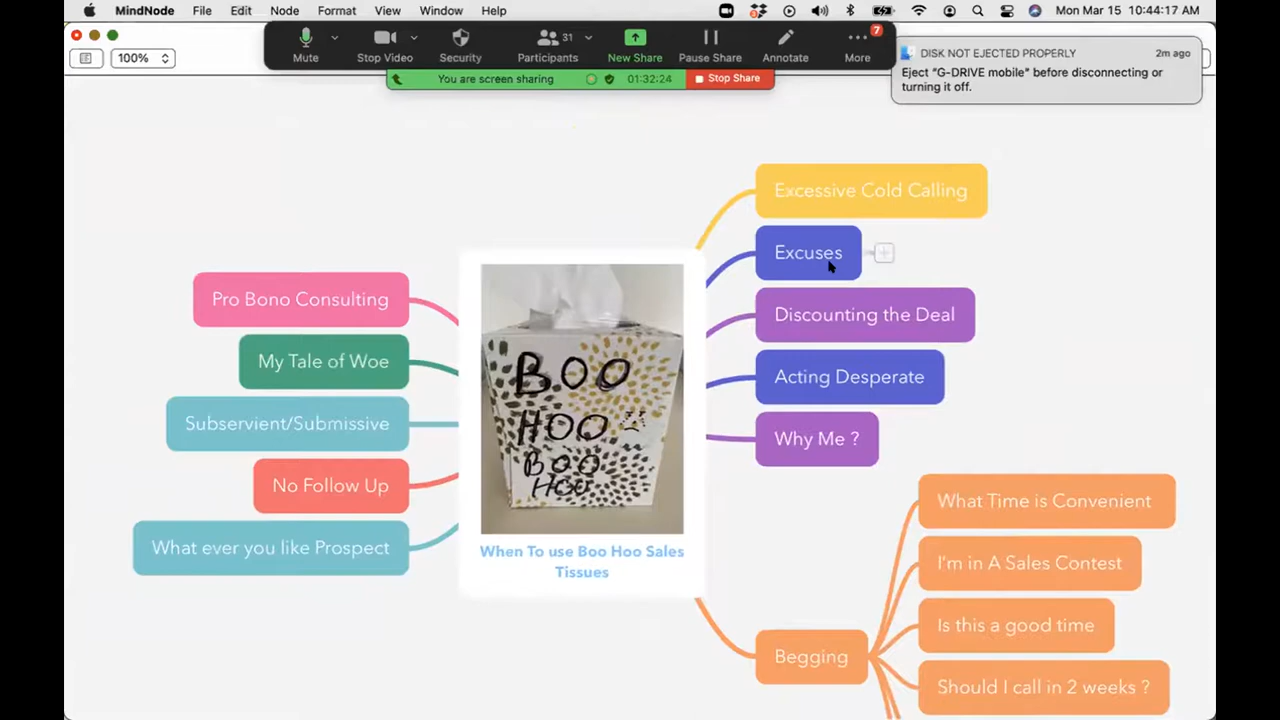 MindNode File Edit Node Format View Window Help
Mon Mar 15 10:44:17 AM
100%
Mute
Stop Video
Security
31
Participants
New Share
Pause Share
Annotate
7
More
You are screen sharing
01:32:24
Stop Share
DISK NOT EJECTED PROPERLY
2m ago
Eject "G-DRIVE mobile" before disconnecting or
turning it off.
Excessive Cold Calling
Excuses
Discounting the Deal
Acting Desperate
Why Me ?
Pro Bono Consulting
My Tale of Woe
Subservient/Submissive
No Follow Up
What ever you like Prospect
BOO
HOO
BOO
HOO
When To use Boo Hoo Sales
Tissues
Begging
What Time is Convenient
I'm in A Sales Contest
Is this a good time
Should I call in 2 weeks ?